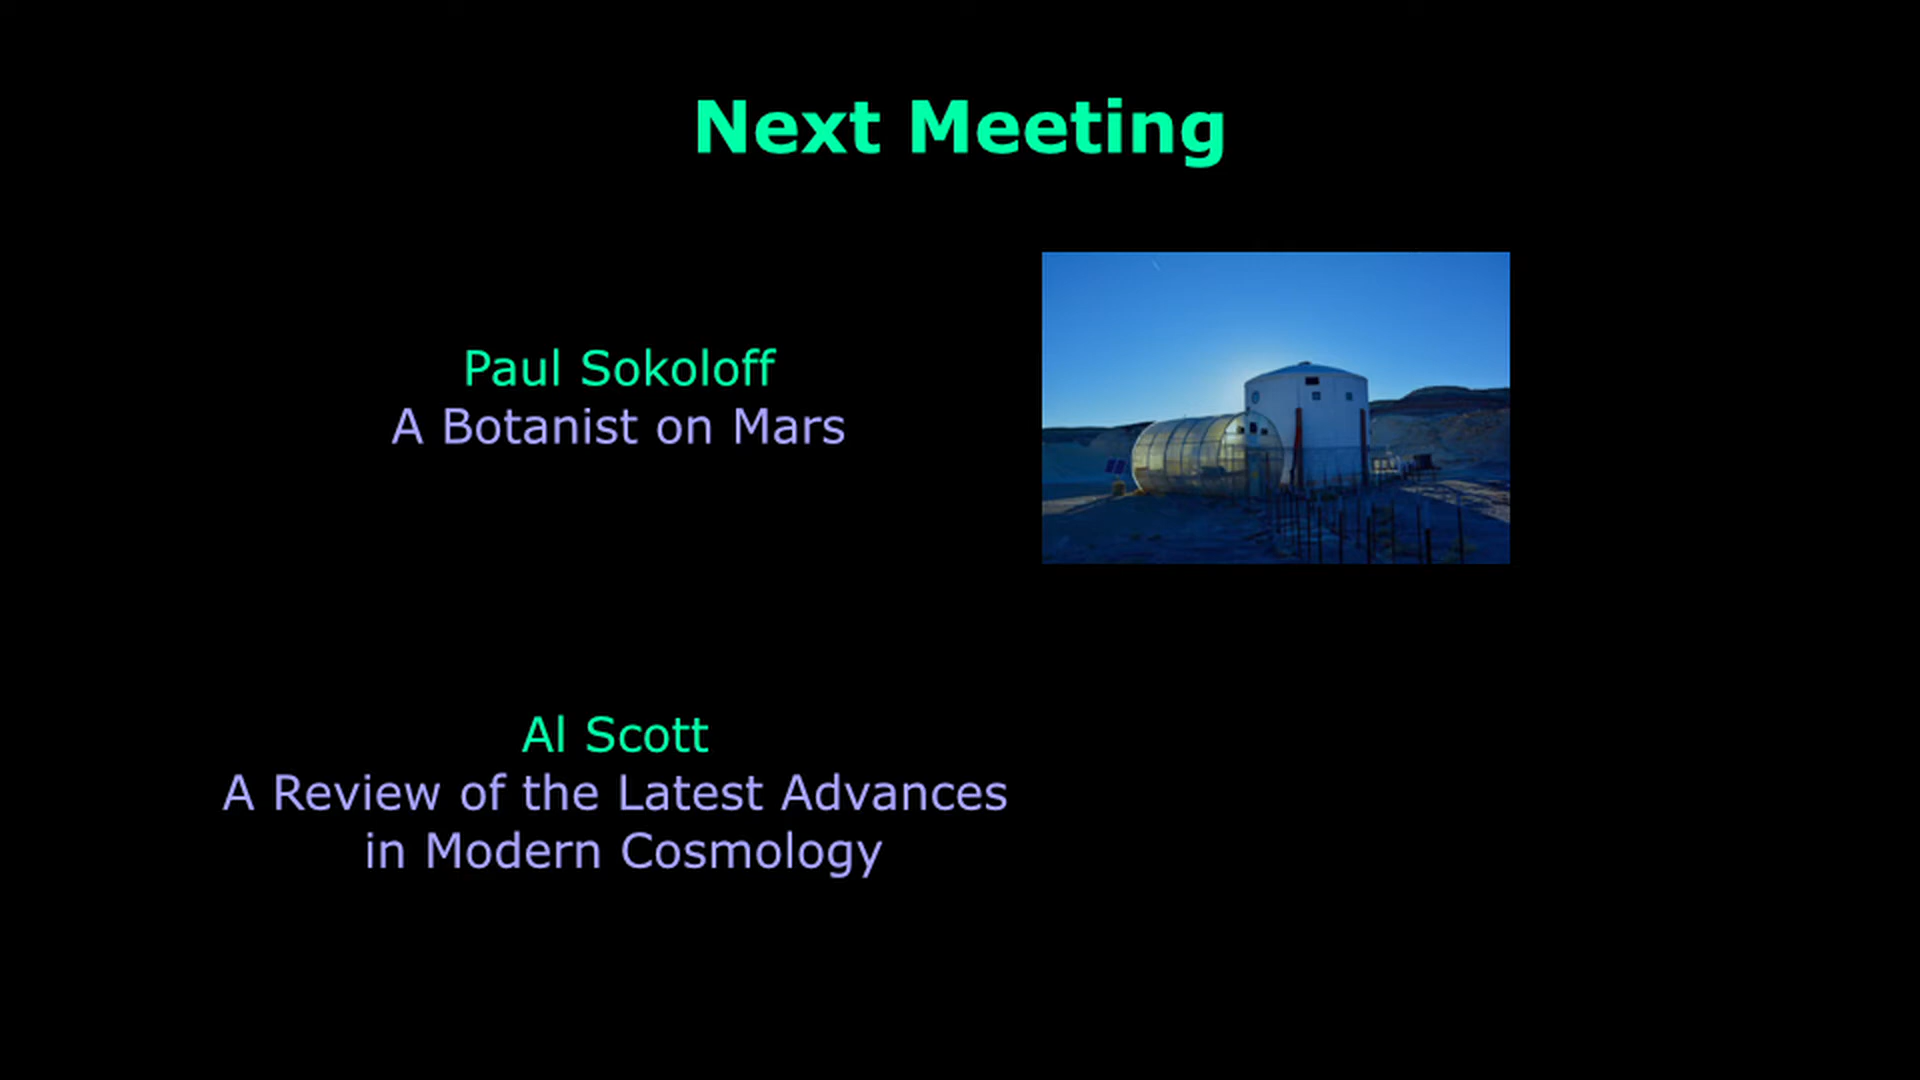 Next Meeting
Paul Sokoloff
A Botanist on Mars
Al Scott
A Review of the Latest Advances
in Modern Cosmology